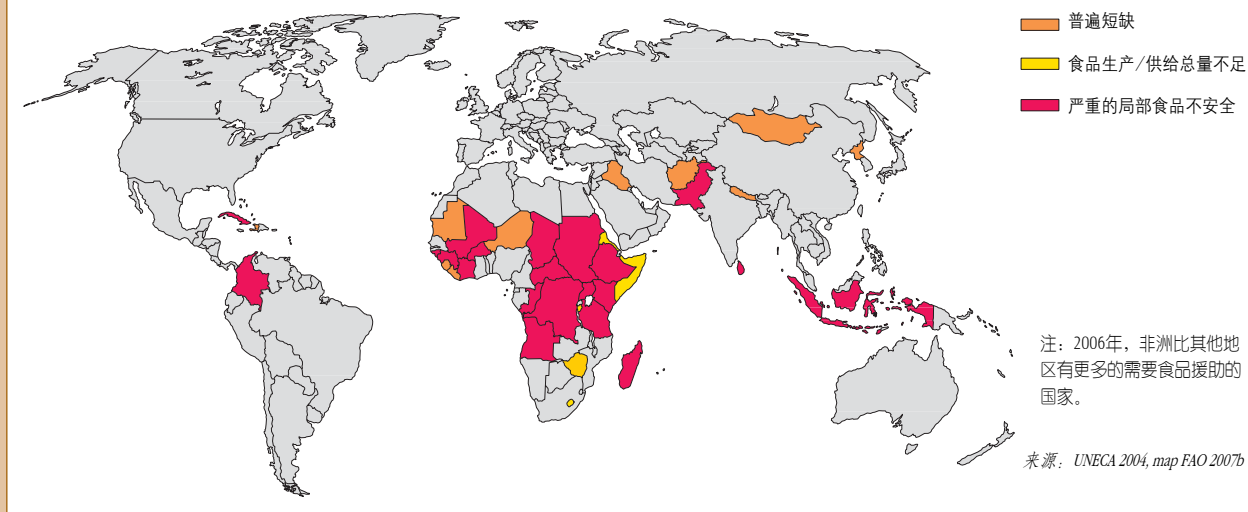 普遍短缺
食品生产/供给总量不足
严重的局部食品不安全
注：2006年，非洲比其他地
区有更多的需要食品援助的
国家。
来源：UNECA 2004, map FAO 2007b